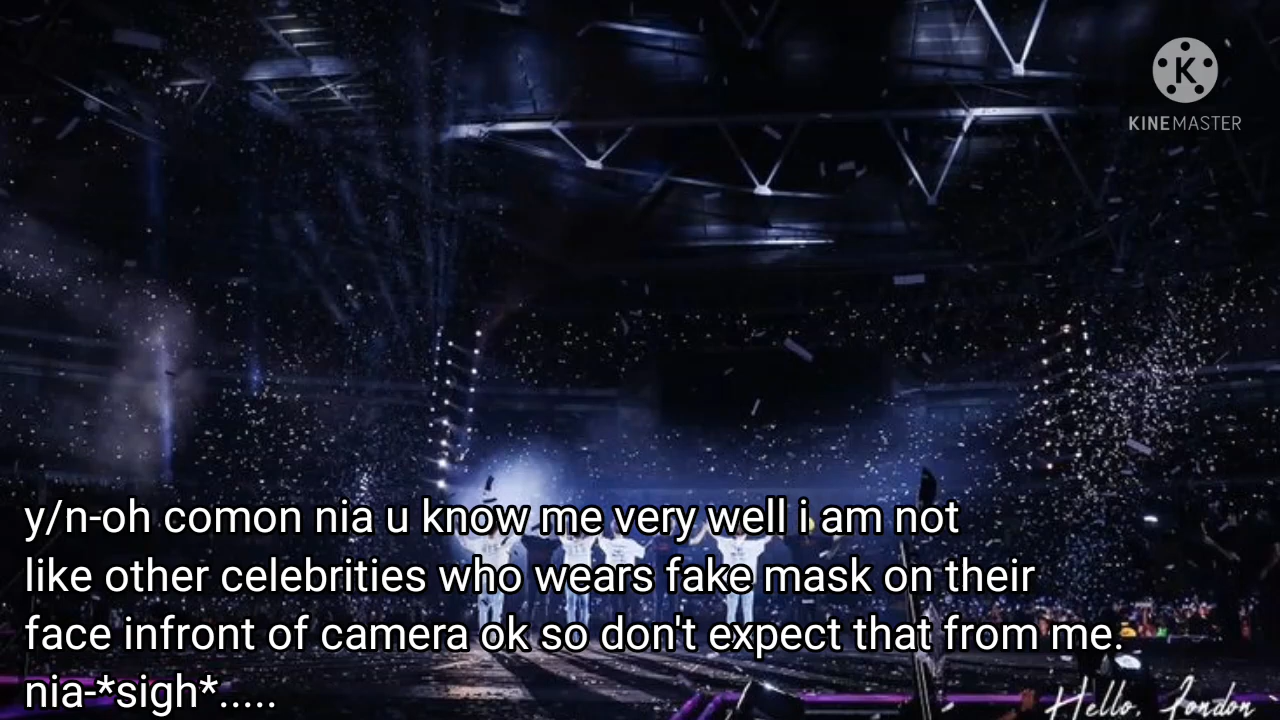 K
KINEMASTER
y/n-oh comon nia u know me very well i am not
like other celebrities who wears fake mask on their
face infront of camera ok so don't expect that from me.
nia-*sigh*.....
Hello, London